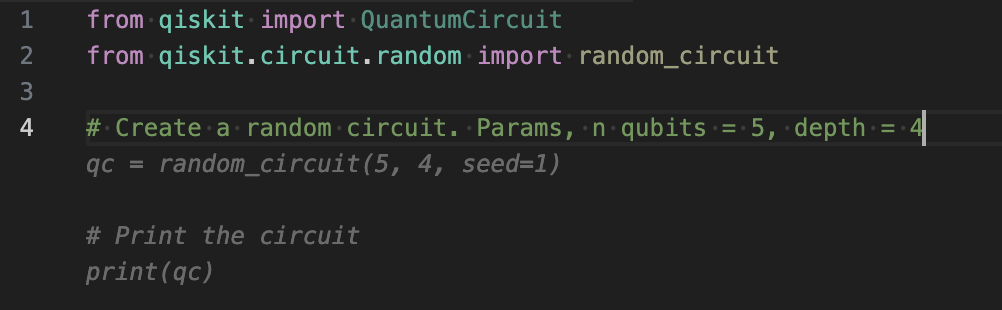 1 from qiskit import QuantumCircuit
2 from qiskit.circuit.random import random_circuit
3
4 # Create a random circuit. Params, n qubits = 5, depth = 4
qc = random_circuit(5, 4, seed=1)
# Print the circuit
print(qc)